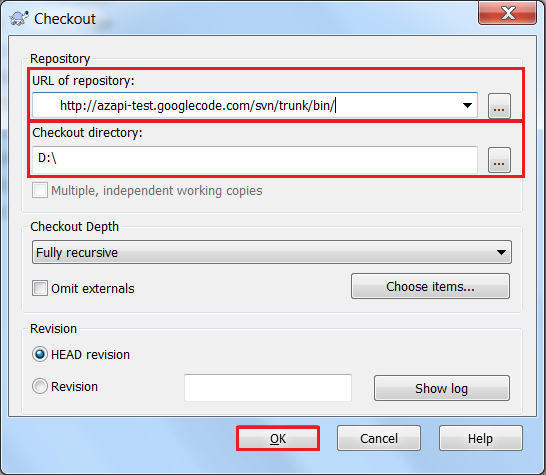 Checkout
Repository
URL of repository:
http://azapi-test.googlecode.com/svn/trunk/bin/
...
Checkout directory:
D:\
...
Multiple, independent working copies
Checkout Depth
Fully recursive
Omit externals
Choose items...
Revision
HEAD revision
Revision
Show log
OK
Cancel
Help